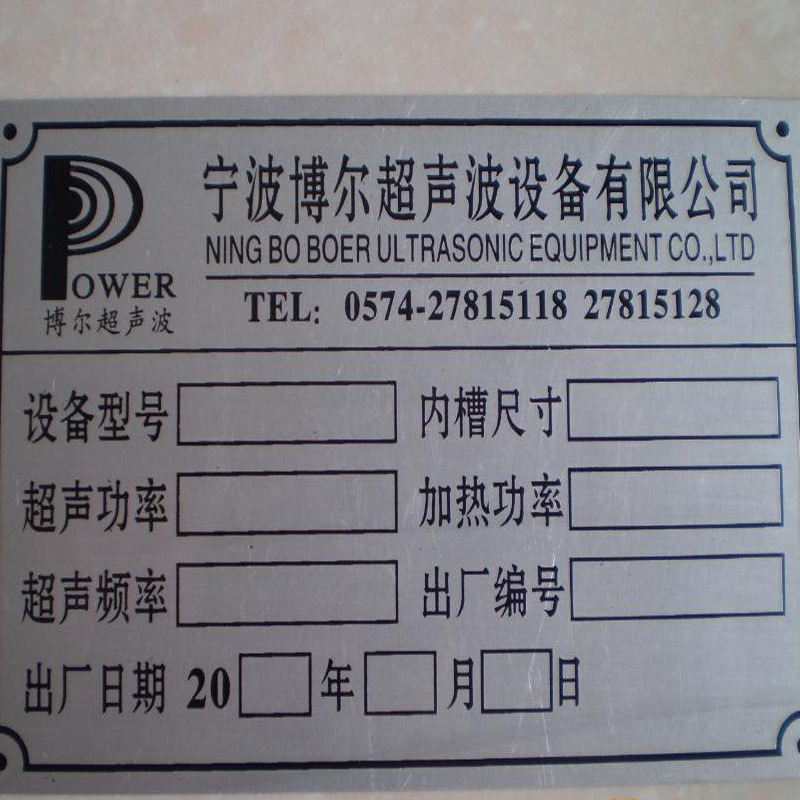 宁波博尔超声波设备有限公司
NING BO BOER ULTRASONIC EQUIPMENT CO.,LTD
POWER
博尔超声波
TEL: 0574-27815118 27815128
设备型号 内槽尺寸
超声功率 加热功率
超声频率 出厂编号
出厂日期 20 年 月 日